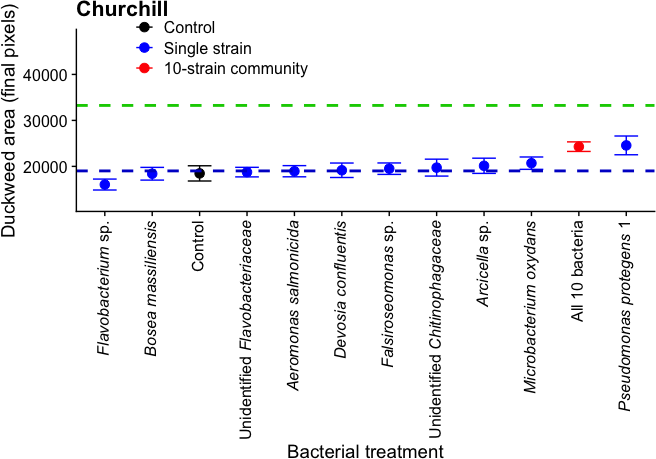 Churchill
Control
Single strain
10-strain community
Duckweed area (final pixels)
40000
30000
20000
Flavobacterium sp.
Bosea massiliensis
Control
Unidentified Flavobacteriaceae
Aeromonas salmonicida
Devosia confluentis
Falsiroseomonas sp.
Unidentified Chitinophagaceae
Arcicella sp.
Microbacterium oxydans
All 10 bacteria
Pseudomonas protegens 1
Bacterial treatment